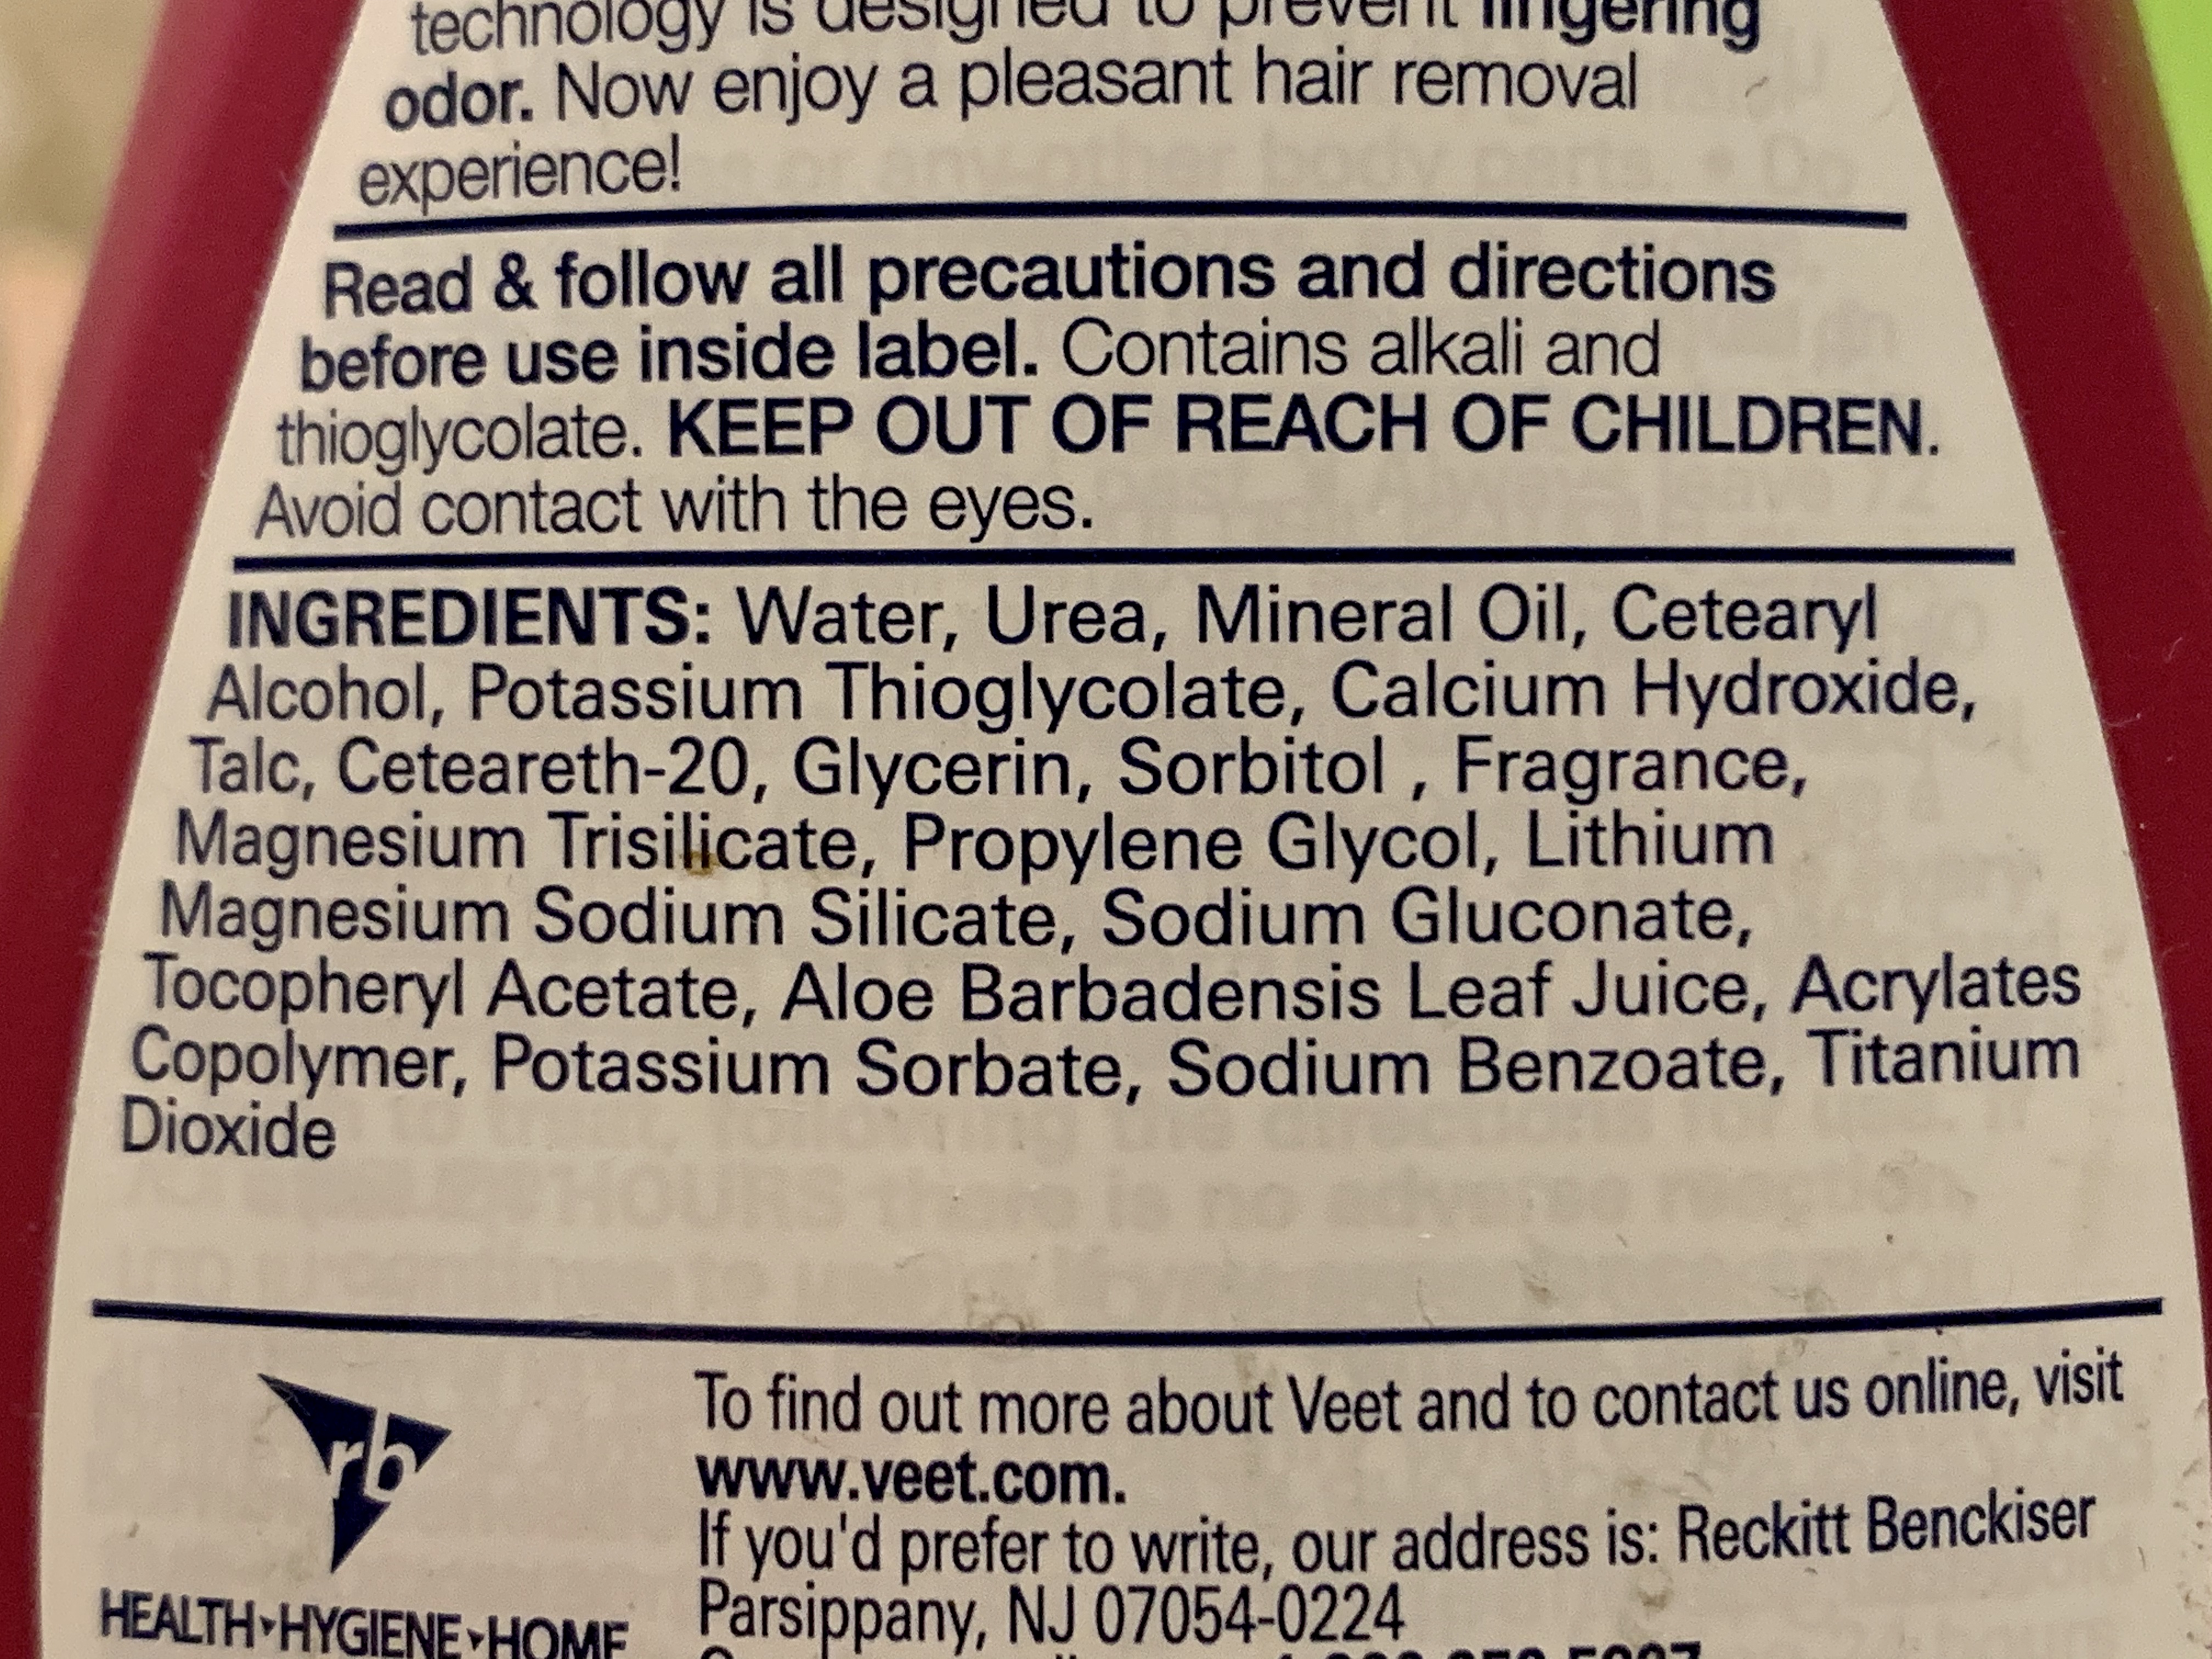 technology is designed to prevent lingering
odor. Now enjoy a pleasant hair removal
experience!
Read & follow all precautions and directions
before use inside label. Contains alkali and
thioglycolate. KEEP OUT OF REACH OF CHILDREN.
Avoid contact with the eyes.
INGREDIENTS: Water, Urea, Mineral Oil, Cetearyl
Alcohol, Potassium Thioglycolate, Calcium Hydroxide,
Talc, Ceteareth-20, Glycerin, Sorbitol , Fragrance,
Magnesium Trisilicate, Propylene Glycol, Lithium
Magnesium Sodium Silicate, Sodium Gluconate,
Tocopheryl Acetate, Aloe Barbadensis Leaf Juice, Acrylates
Copolymer, Potassium Sorbate, Sodium Benzoate, Titanium
Dioxide
rb
HEALTH▸HYGIENE▸HOME
To find out more about Veet and to contact us online, visit
www.veet.com.
If you'd prefer to write, our address is: Reckitt Benckiser
Parsippany, NJ 07054-0224